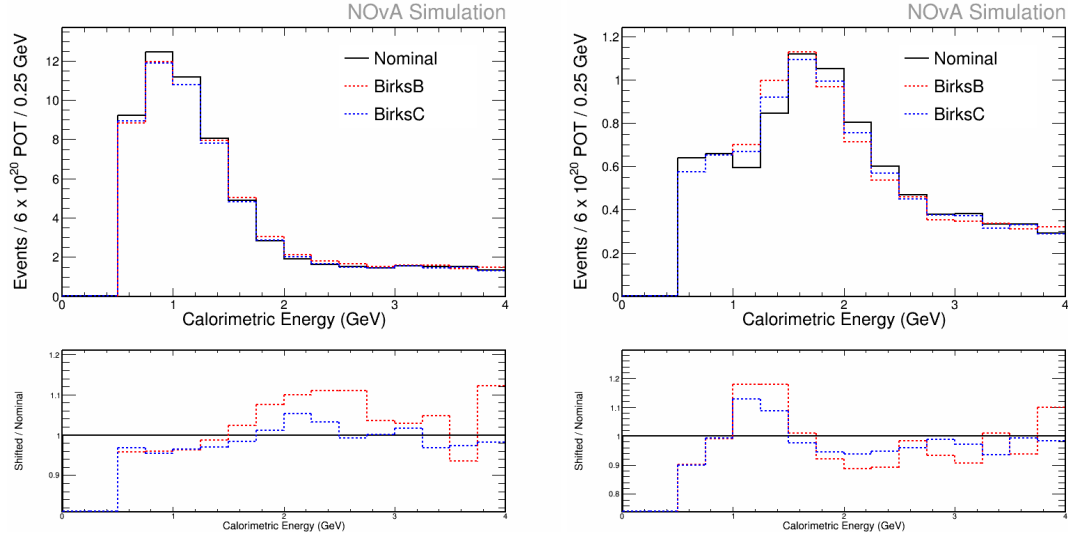 NOvA Simulation
Events / 6 x 10^20 POT / 0.25 GeV
12
10
8
6
4
2
0
Nominal
BirksB
BirksC
0 1 2 3 4
Calorimetric Energy (GeV)
Shifted / Nominal
1.2
1.1
1
0.9
0 1 2 3 4
Calorimetric Energy (GeV)
NOvA Simulation
Events / 6 x 10^20 POT / 0.25 GeV
1.2
1
0.8
0.6
0.4
0.2
0
Nominal
BirksB
BirksC
0 1 2 3 4
Calorimetric Energy (GeV)
Shifted / Nominal
1.2
1.1
1
0.9
0.8
0 1 2 3 4
Calorimetric Energy (GeV)